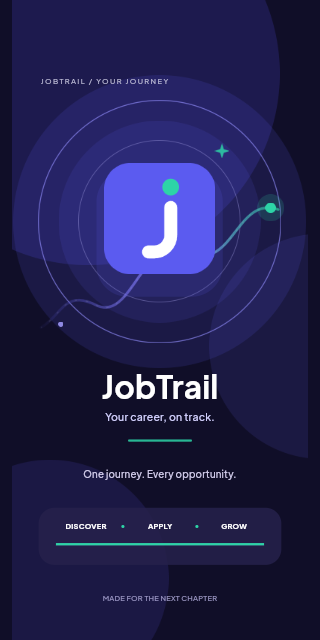 JOBTRAIL / YOUR JOURNEY
J
JobTrail
Your career, on track.
One journey. Every opportunity.
DISCOVER • APPLY • GROW
MADE FOR THE NEXT CHAPTER